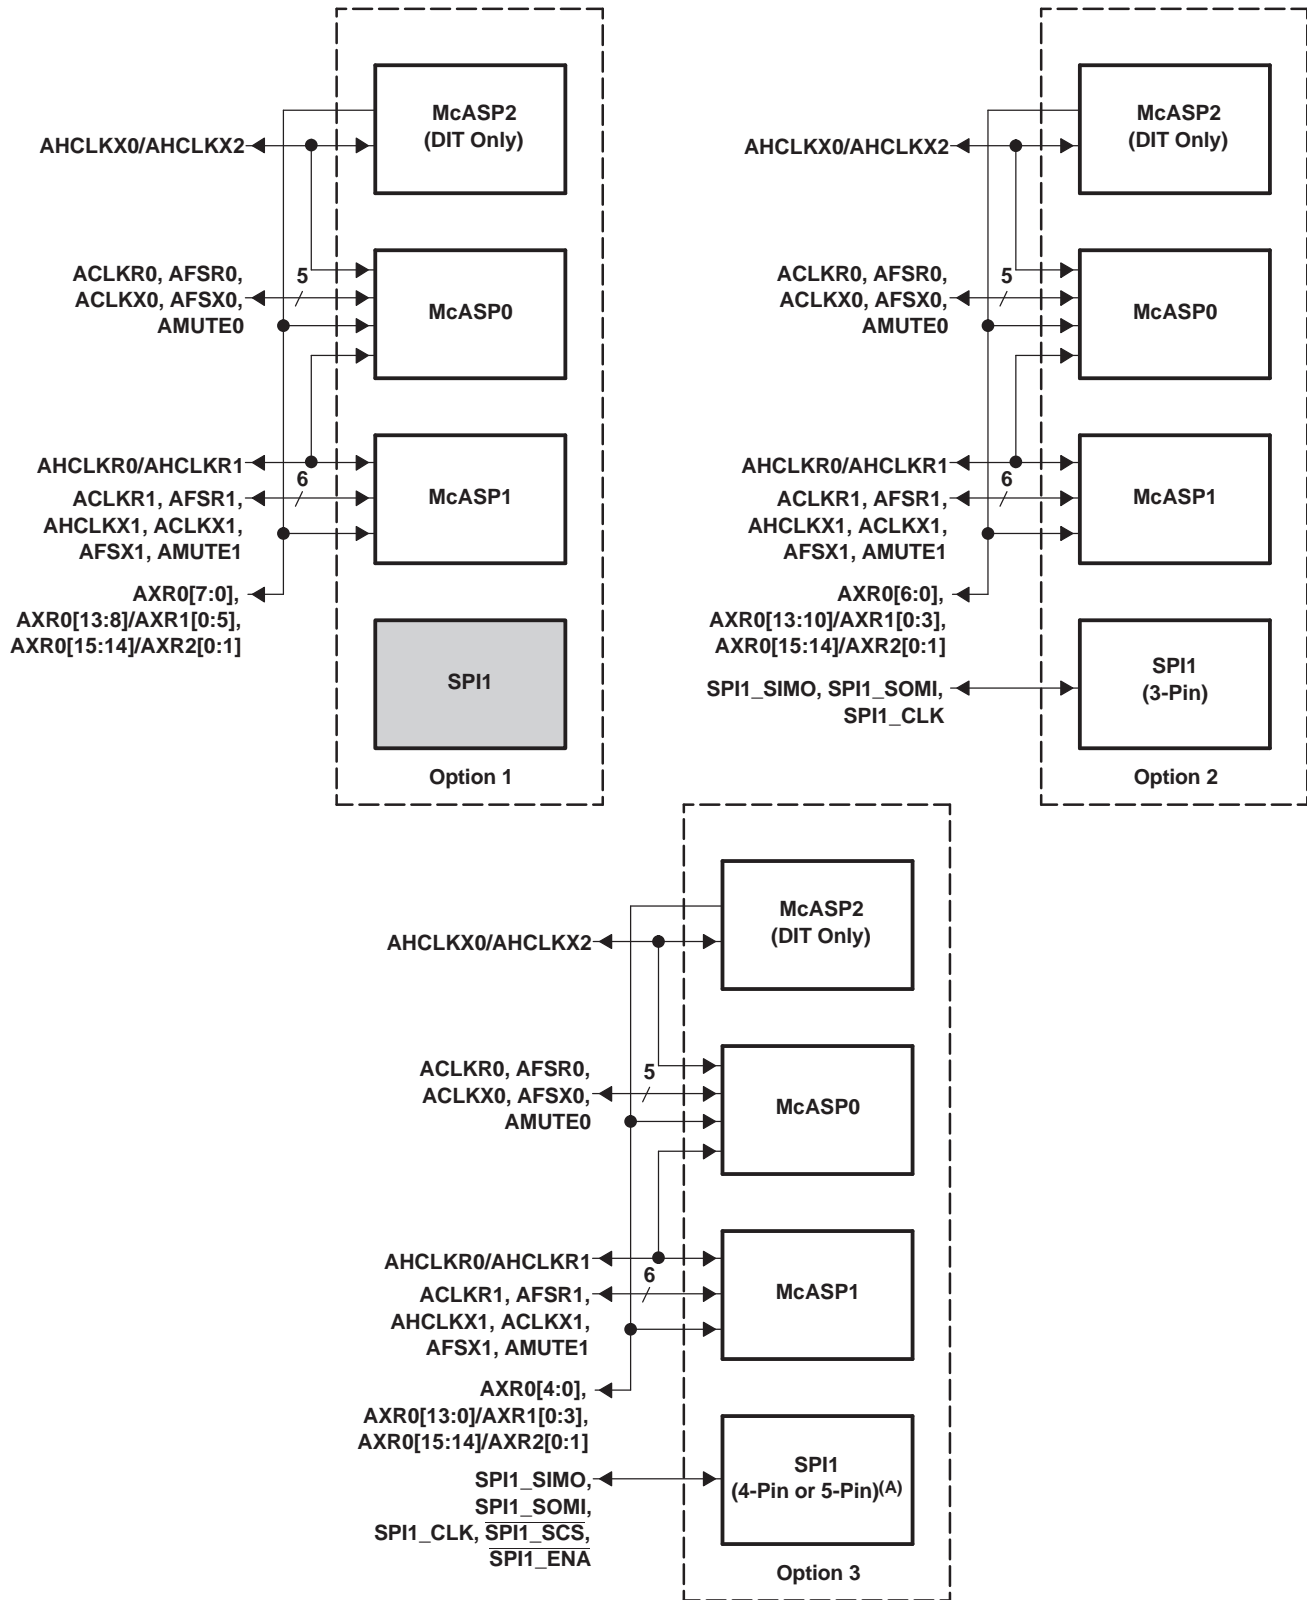 McASP2
(DIT Only)
AHCLKX0/AHCLKX2
ACLKR0, AFSR0,
ACLKX0, AFSX0,
AMUTE0
5
McASP0
AHCLKR0/AHCLKR1
6
ACLKR1, AFSR1,
AHCLKX1, ACLKX1,
AFSX1, AMUTE1
McASP1
AXR0[7:0],
AXR0[13:8]/AXR1[0:5],
AXR0[15:14]/AXR2[0:1]
SPI1
Option 1
McASP2
(DIT Only)
AHCLKX0/AHCLKX2
ACLKR0, AFSR0,
ACLKX0, AFSX0,
AMUTE0
5
McASP0
AHCLKR0/AHCLKR1
6
ACLKR1, AFSR1,
AHCLKX1, ACLKX1,
AFSX1, AMUTE1
McASP1
AXR0[6:0],
AXR0[13:10]/AXR1[0:3],
AXR0[15:14]/AXR2[0:1]
SPI1_SIMO, SPI1_SOMI,
SPI1_CLK
SPI1
(3-Pin)
Option 2
McASP2
(DIT Only)
AHCLKX0/AHCLKX2
ACLKR0, AFSR0,
ACLKX0, AFSX0,
AMUTE0
5
McASP0
AHCLKR0/AHCLKR1
6
ACLKR1, AFSR1,
AHCLKX1, ACLKX1,
AFSX1, AMUTE1
McASP1
AXR0[4:0],
AXR0[13:0]/AXR1[0:3],
AXR0[15:14]/AXR2[0:1]
SPI1_SIMO,
SPI1_SOMI,
SPI1_CLK, SPI1_SCS,
SPI1_ENA
SPI1
(4-Pin or 5-Pin)(A)
Option 3